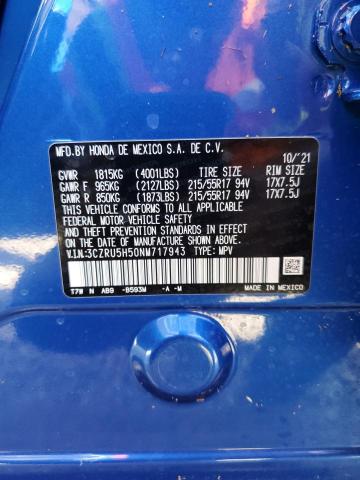 MFD.BY HONDA DE MEXICO S.A. DE C.V.
10/'21
GVWR 1815KG (4001LBS) TIRE SIZE RIM SIZE
GAWR F 965KG (2127LBS) 215/55R17 94V 17X7.5J
GAWR R 850KG (1873LBS) 215/55R17 94V 17X7.5J
THIS VEHICLE CONFORMS TO ALL APPLICABLE
FEDERAL MOTOR VEHICLE SAFETY AND
THEFT PREVENTION STANDARDS IN EFFECT ON
THE DATE OF MANUFACTURE SHOWN ABOVE.
V.I.N:3CZRU5H50NM717943 TYPE: MPV
T7W N AB9 -B593M -A -M
MADE IN MEXICO